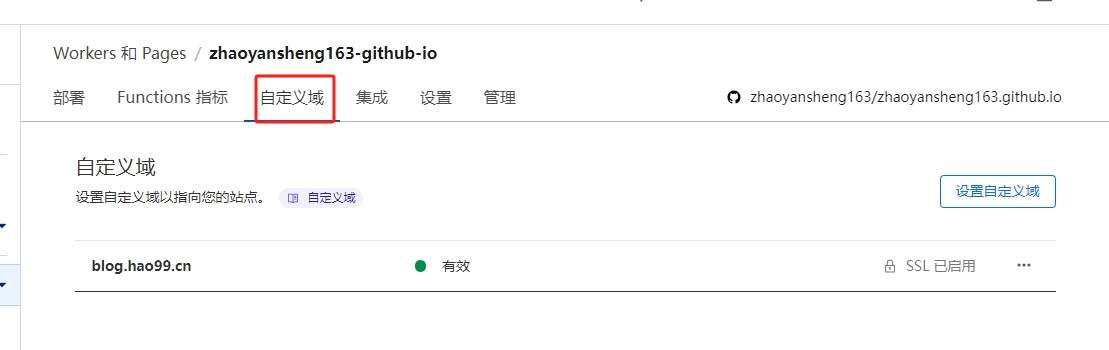 Workers 和 Pages / zhaoyansheng163-github-io
部署 Functions 指标 自定义域 集成 设置 管理 zhaoyansheng163/zhaoyansheng163.github.io
自定义域
设置自定义域以指向您的站点。 自定义域
设置自定义域
blog.hao99.cn 有效 SSL 已启用 ...